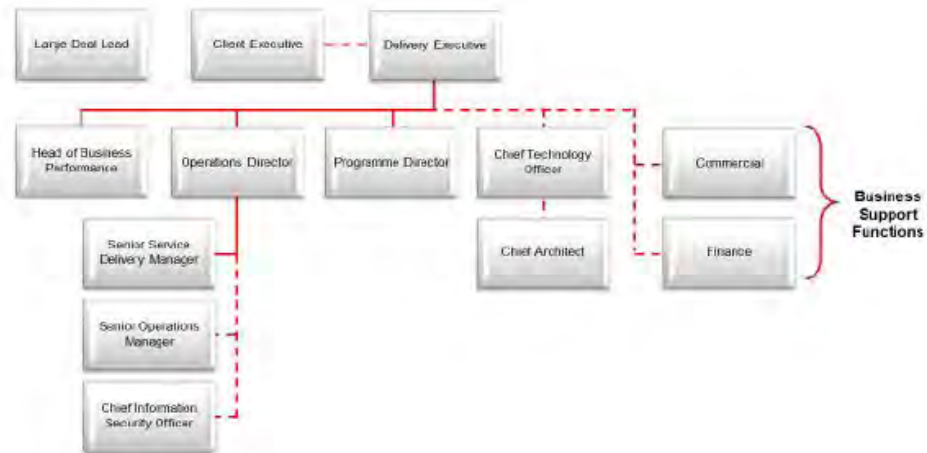 Large Deal Lead
Client Executive
Delivery Executive
Head of Business
Performance
Operations Director
Programme Director
Chief Technology
Officer
Commercial
Business
Support
Functions
Senior Service
Delivery Manager
Chief Architect
Finance
Senior Operations
Manager
Chief Information
Security Officer